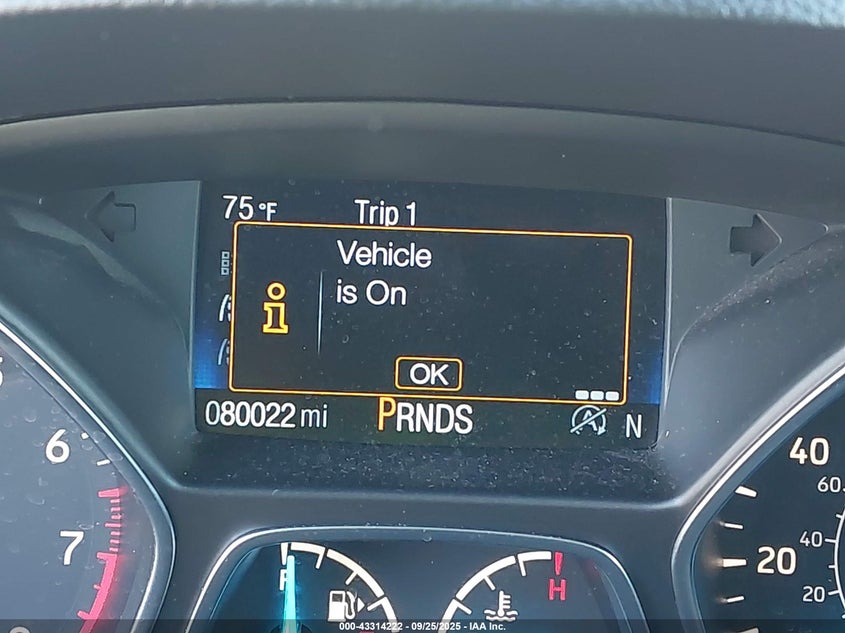 75°F
Trip 1
Vehicle
is On
OK
080022 mi
PRNDS
A
N
6
7
F
H
40
20
60
40
20
000-43314222 - 09/25/2025 - IAA Inc.